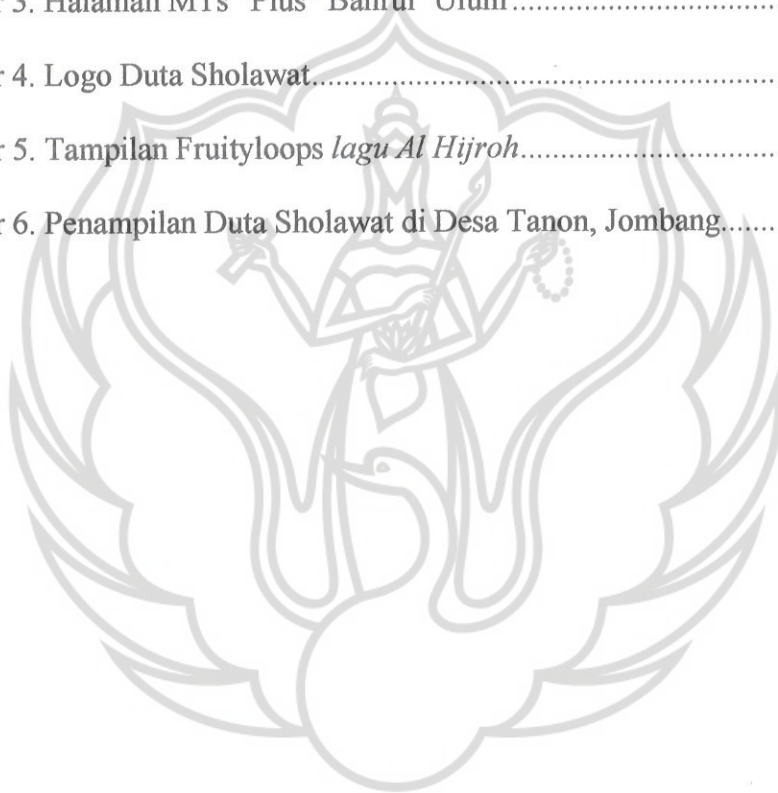 r 3. Halaman MTs "Plus" Bahrul 'Ulum................................
r 4. Logo Duta Sholawat................................................
r 5. Tampilan Fruityloops lagu Al Hijroh..........................
r 6. Penampilan Duta Sholawat di Desa Tanon, Jombang.......